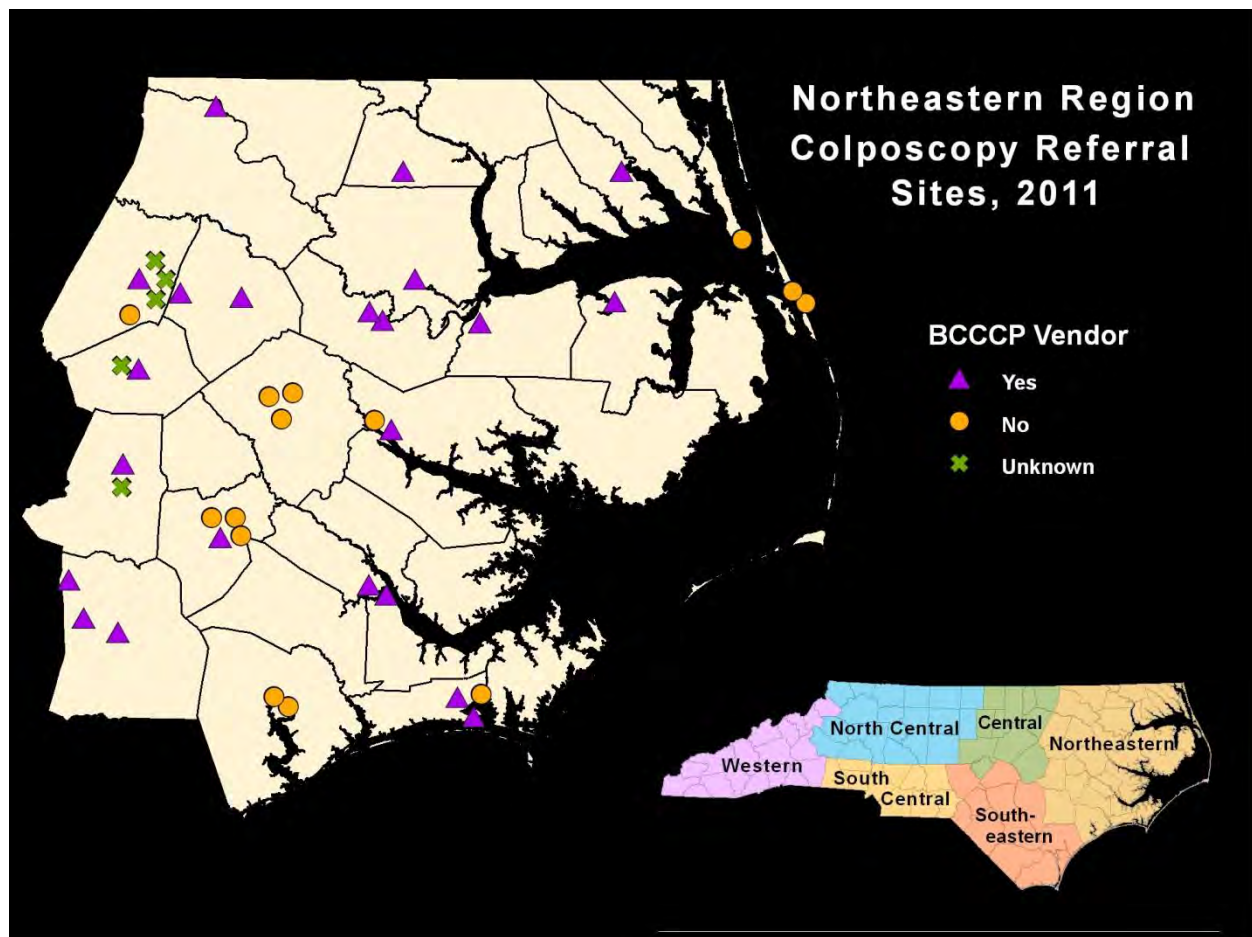 Northeastern Region
Colposcopy Referral
Sites, 2011
BCCCP Vendor
Yes
No
Unknown
North Central
Central
Northeastern
Western
South
Central
South-
eastern